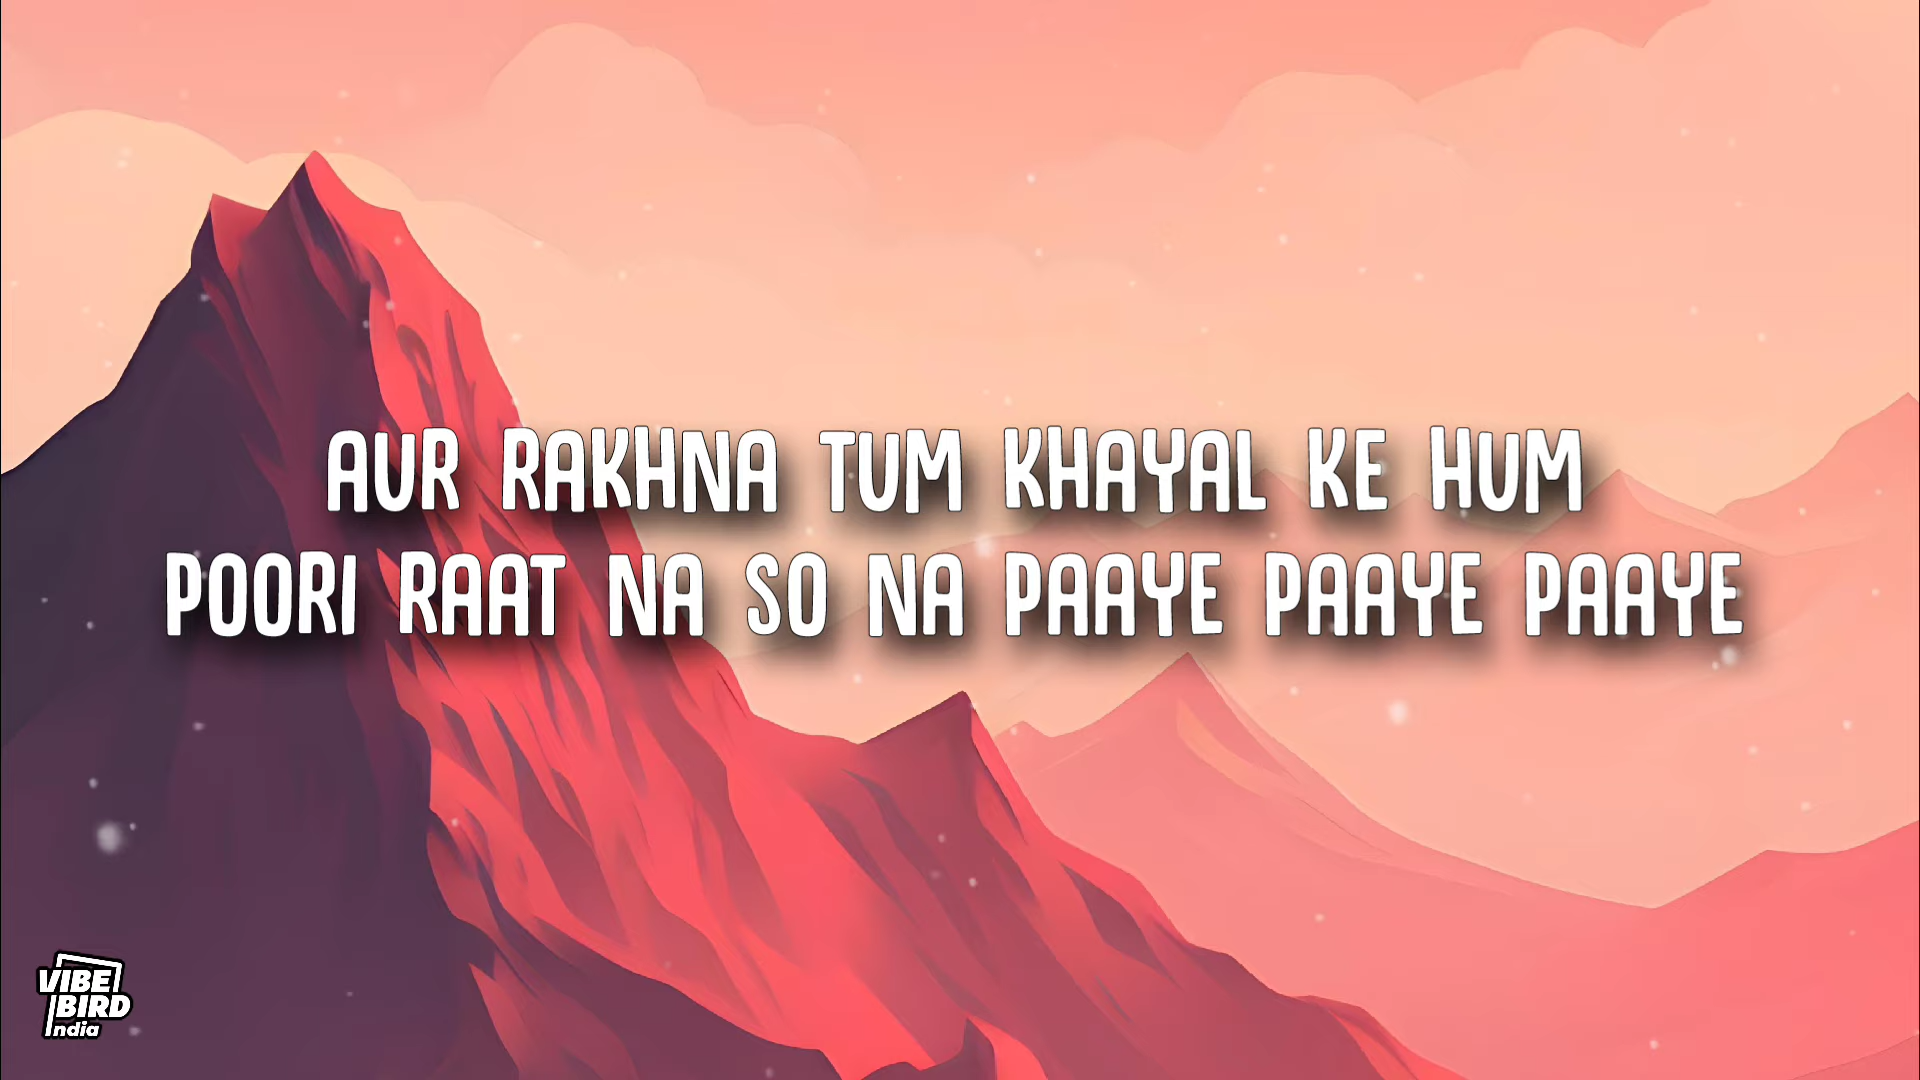 AUR RAKHNA TUM KHAYAL KE HUM
POORI RAAT NA SO NA PAAYE PAAYE PAAYE
VIBE
BIRD
India